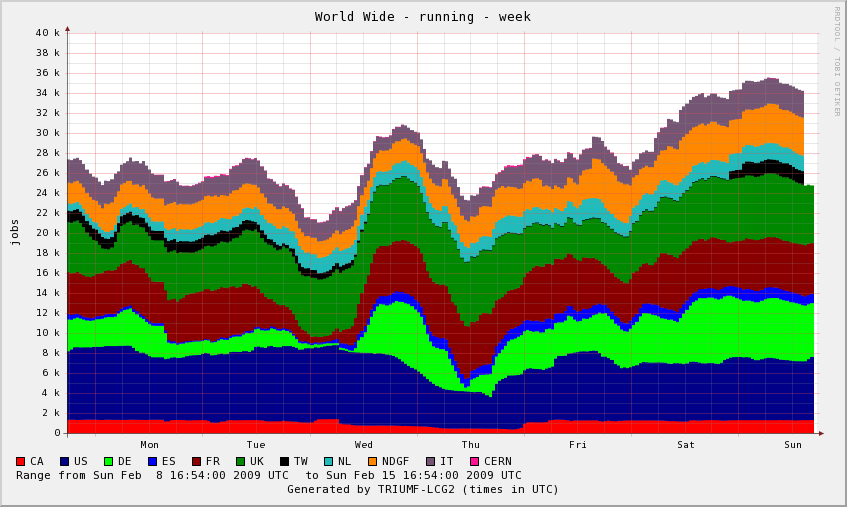 World Wide - running - week
RRDTOOL / TOBI OETIKER
jobs
40 k
38 k
36 k
34 k
32 k
30 k
28 k
26 k
24 k
22 k
20 k
18 k
16 k
14 k
12 k
10 k
8 k
6 k
4 k
2 k
0
Mon Tue Wed Thu Fri Sat Sun
CA US DE ES FR UK TW NL NDGF IT CERN
Range from Sun Feb  8 16:54:00 2009 UTC  to Sun Feb 15 16:54:00 2009 UTC
Generated by TRIUMF-LCG2 (times in UTC)